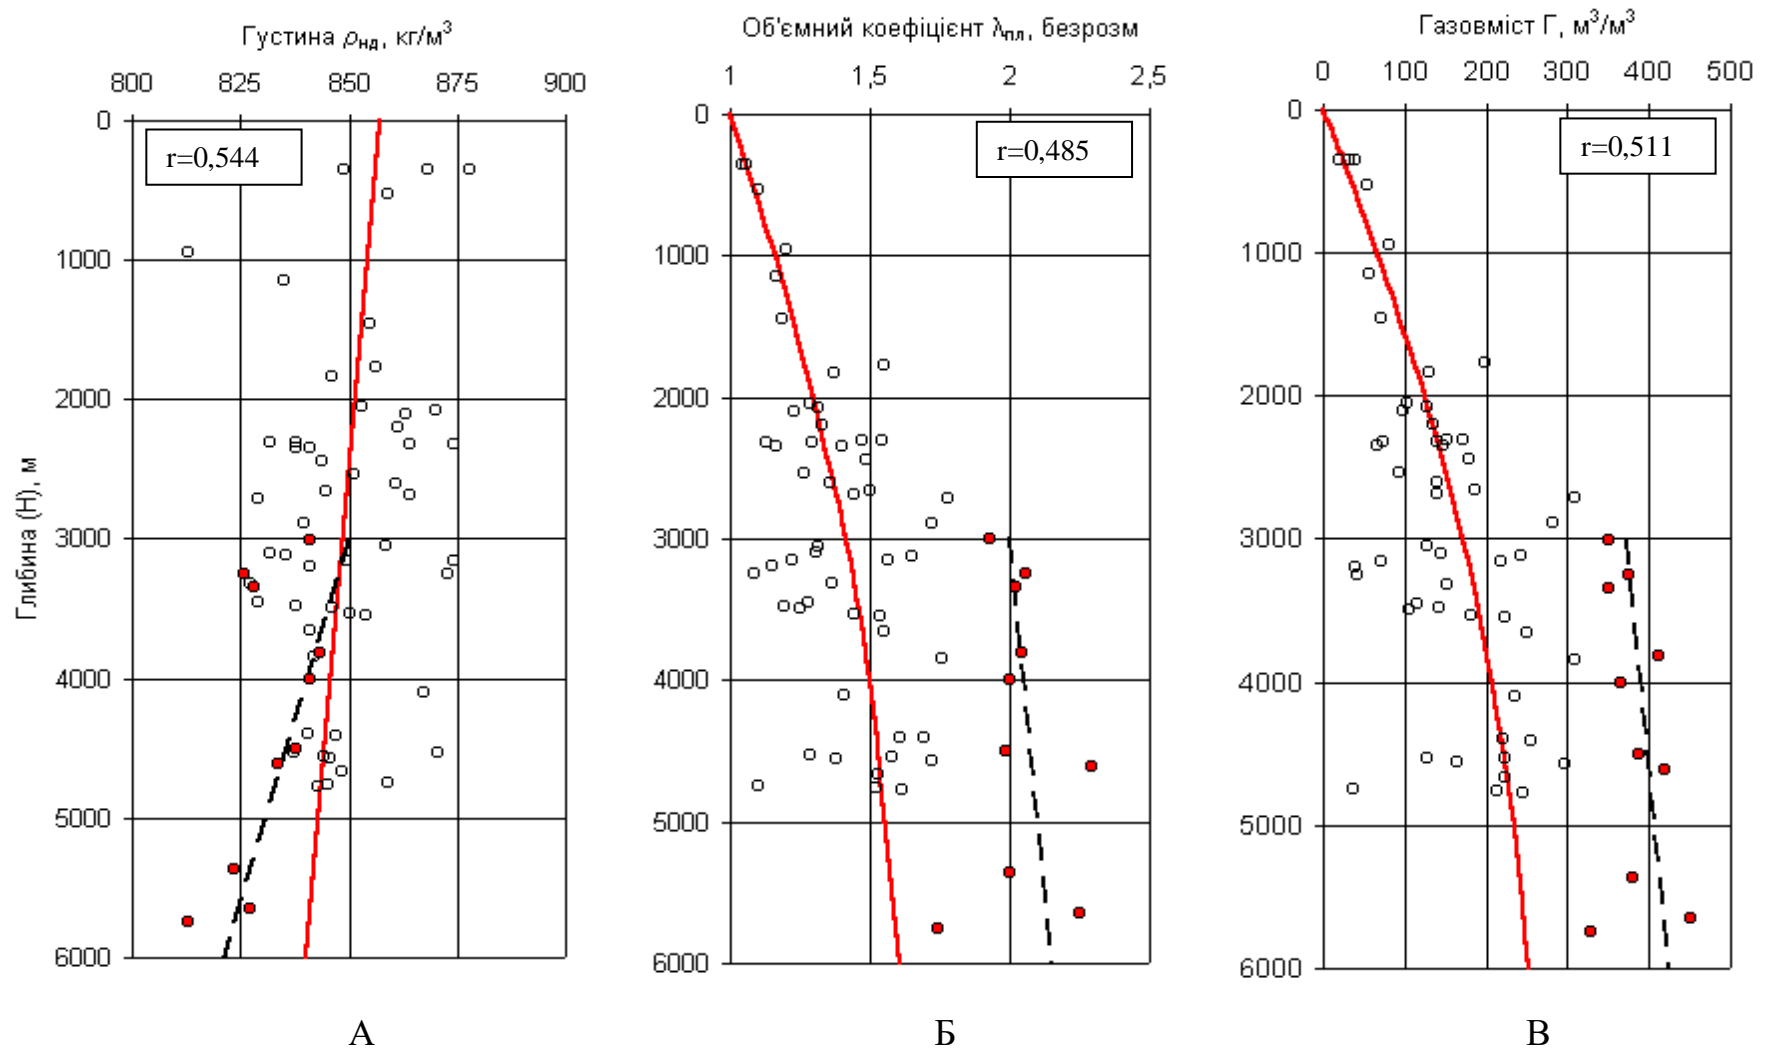 Густина ρнд, кг/м³
800 825 850 875 900
r=0,544
0
1000
2000
3000
4000
5000
6000
Глибина (Н), м
А
Об'ємний коефіцієнт λпл, безрозм
1 1,5 2 2,5
r=0,485
0
1000
2000
3000
4000
5000
6000
Б
Газовміст Г, м³/м³
0 100 200 300 400 500
r=0,511
0
1000
2000
3000
4000
5000
6000
В